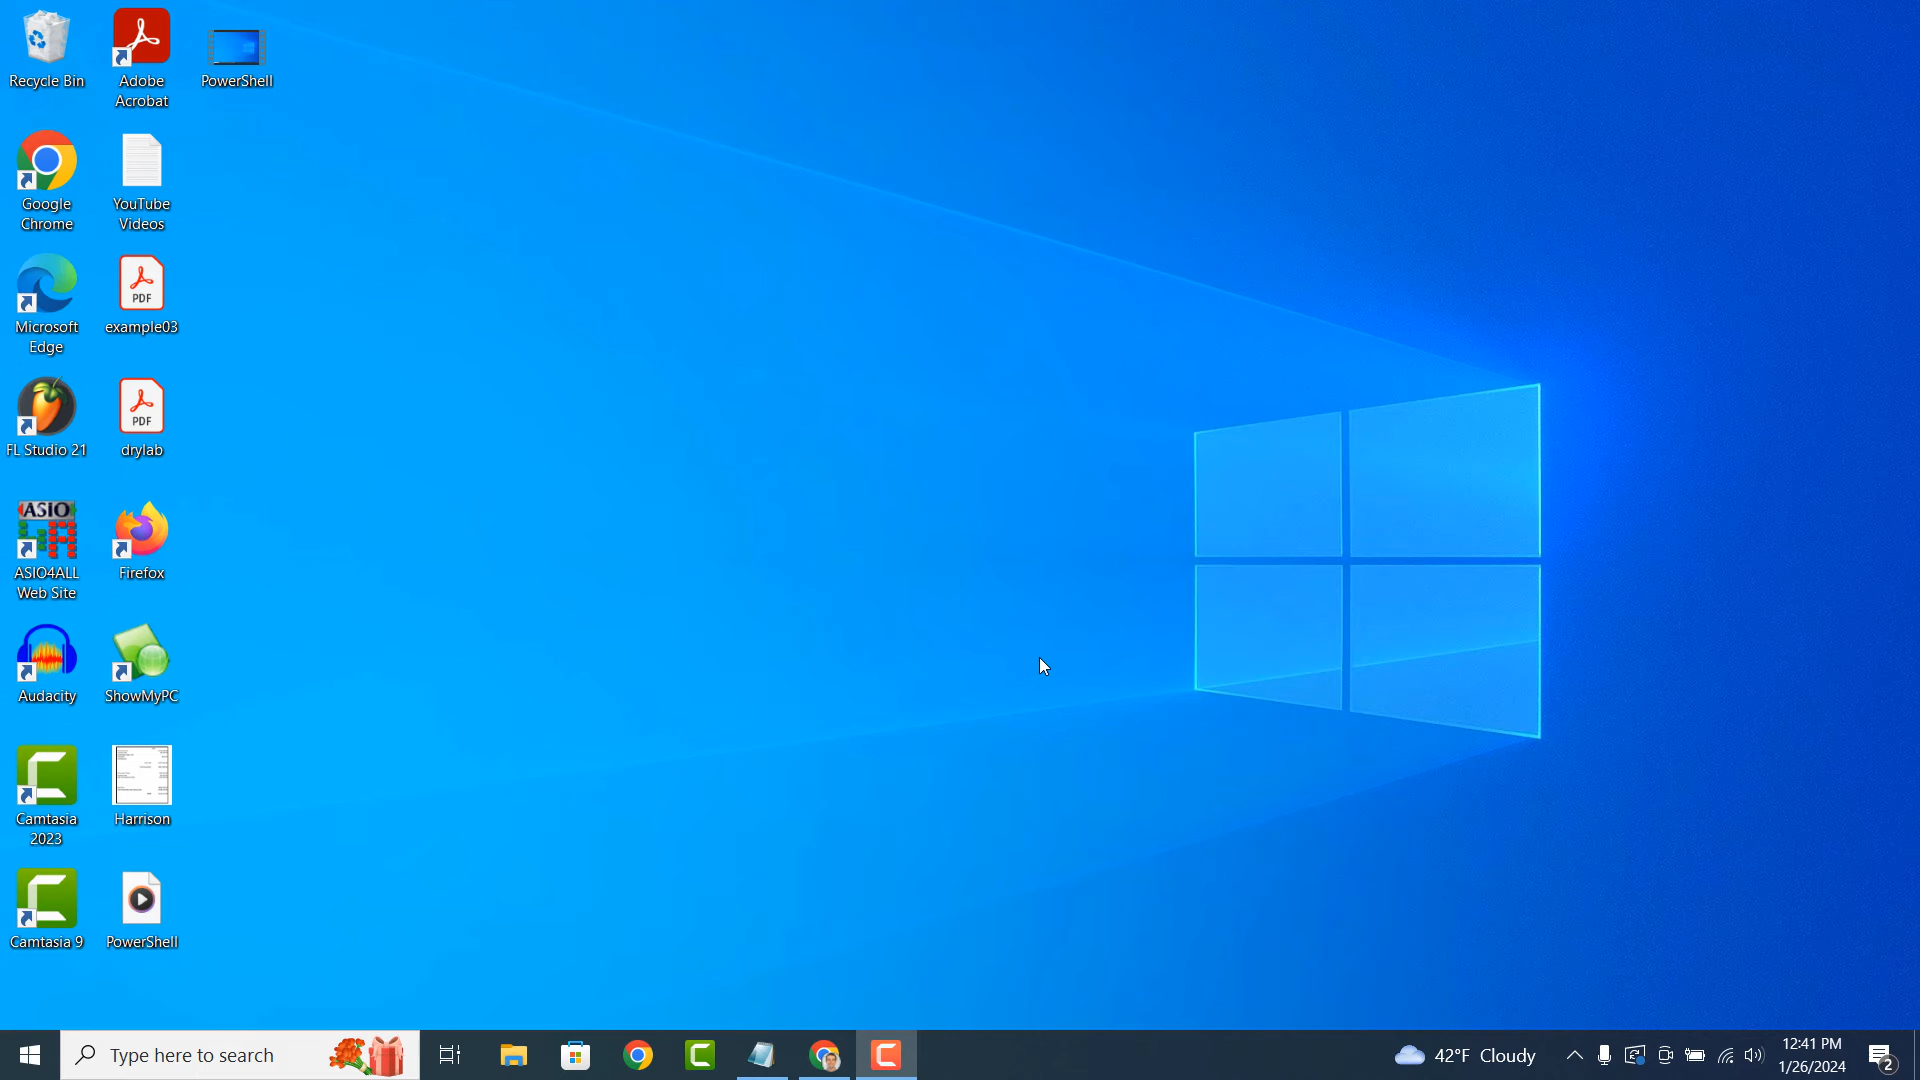 Recycle Bin
Adobe
Acrobat
PowerShell
Google
Chrome
YouTube
Videos
Microsoft
Edge
PDF
example03
FL Studio 21
PDF
drylab
ASIO
ASIO4ALL
Web Site
Firefox
Audacity
ShowMyPC
Camtasia
2023
Harrison
Camtasia 9
PowerShell
Type here to search
42°F Cloudy
12:41 PM
1/26/2024
2